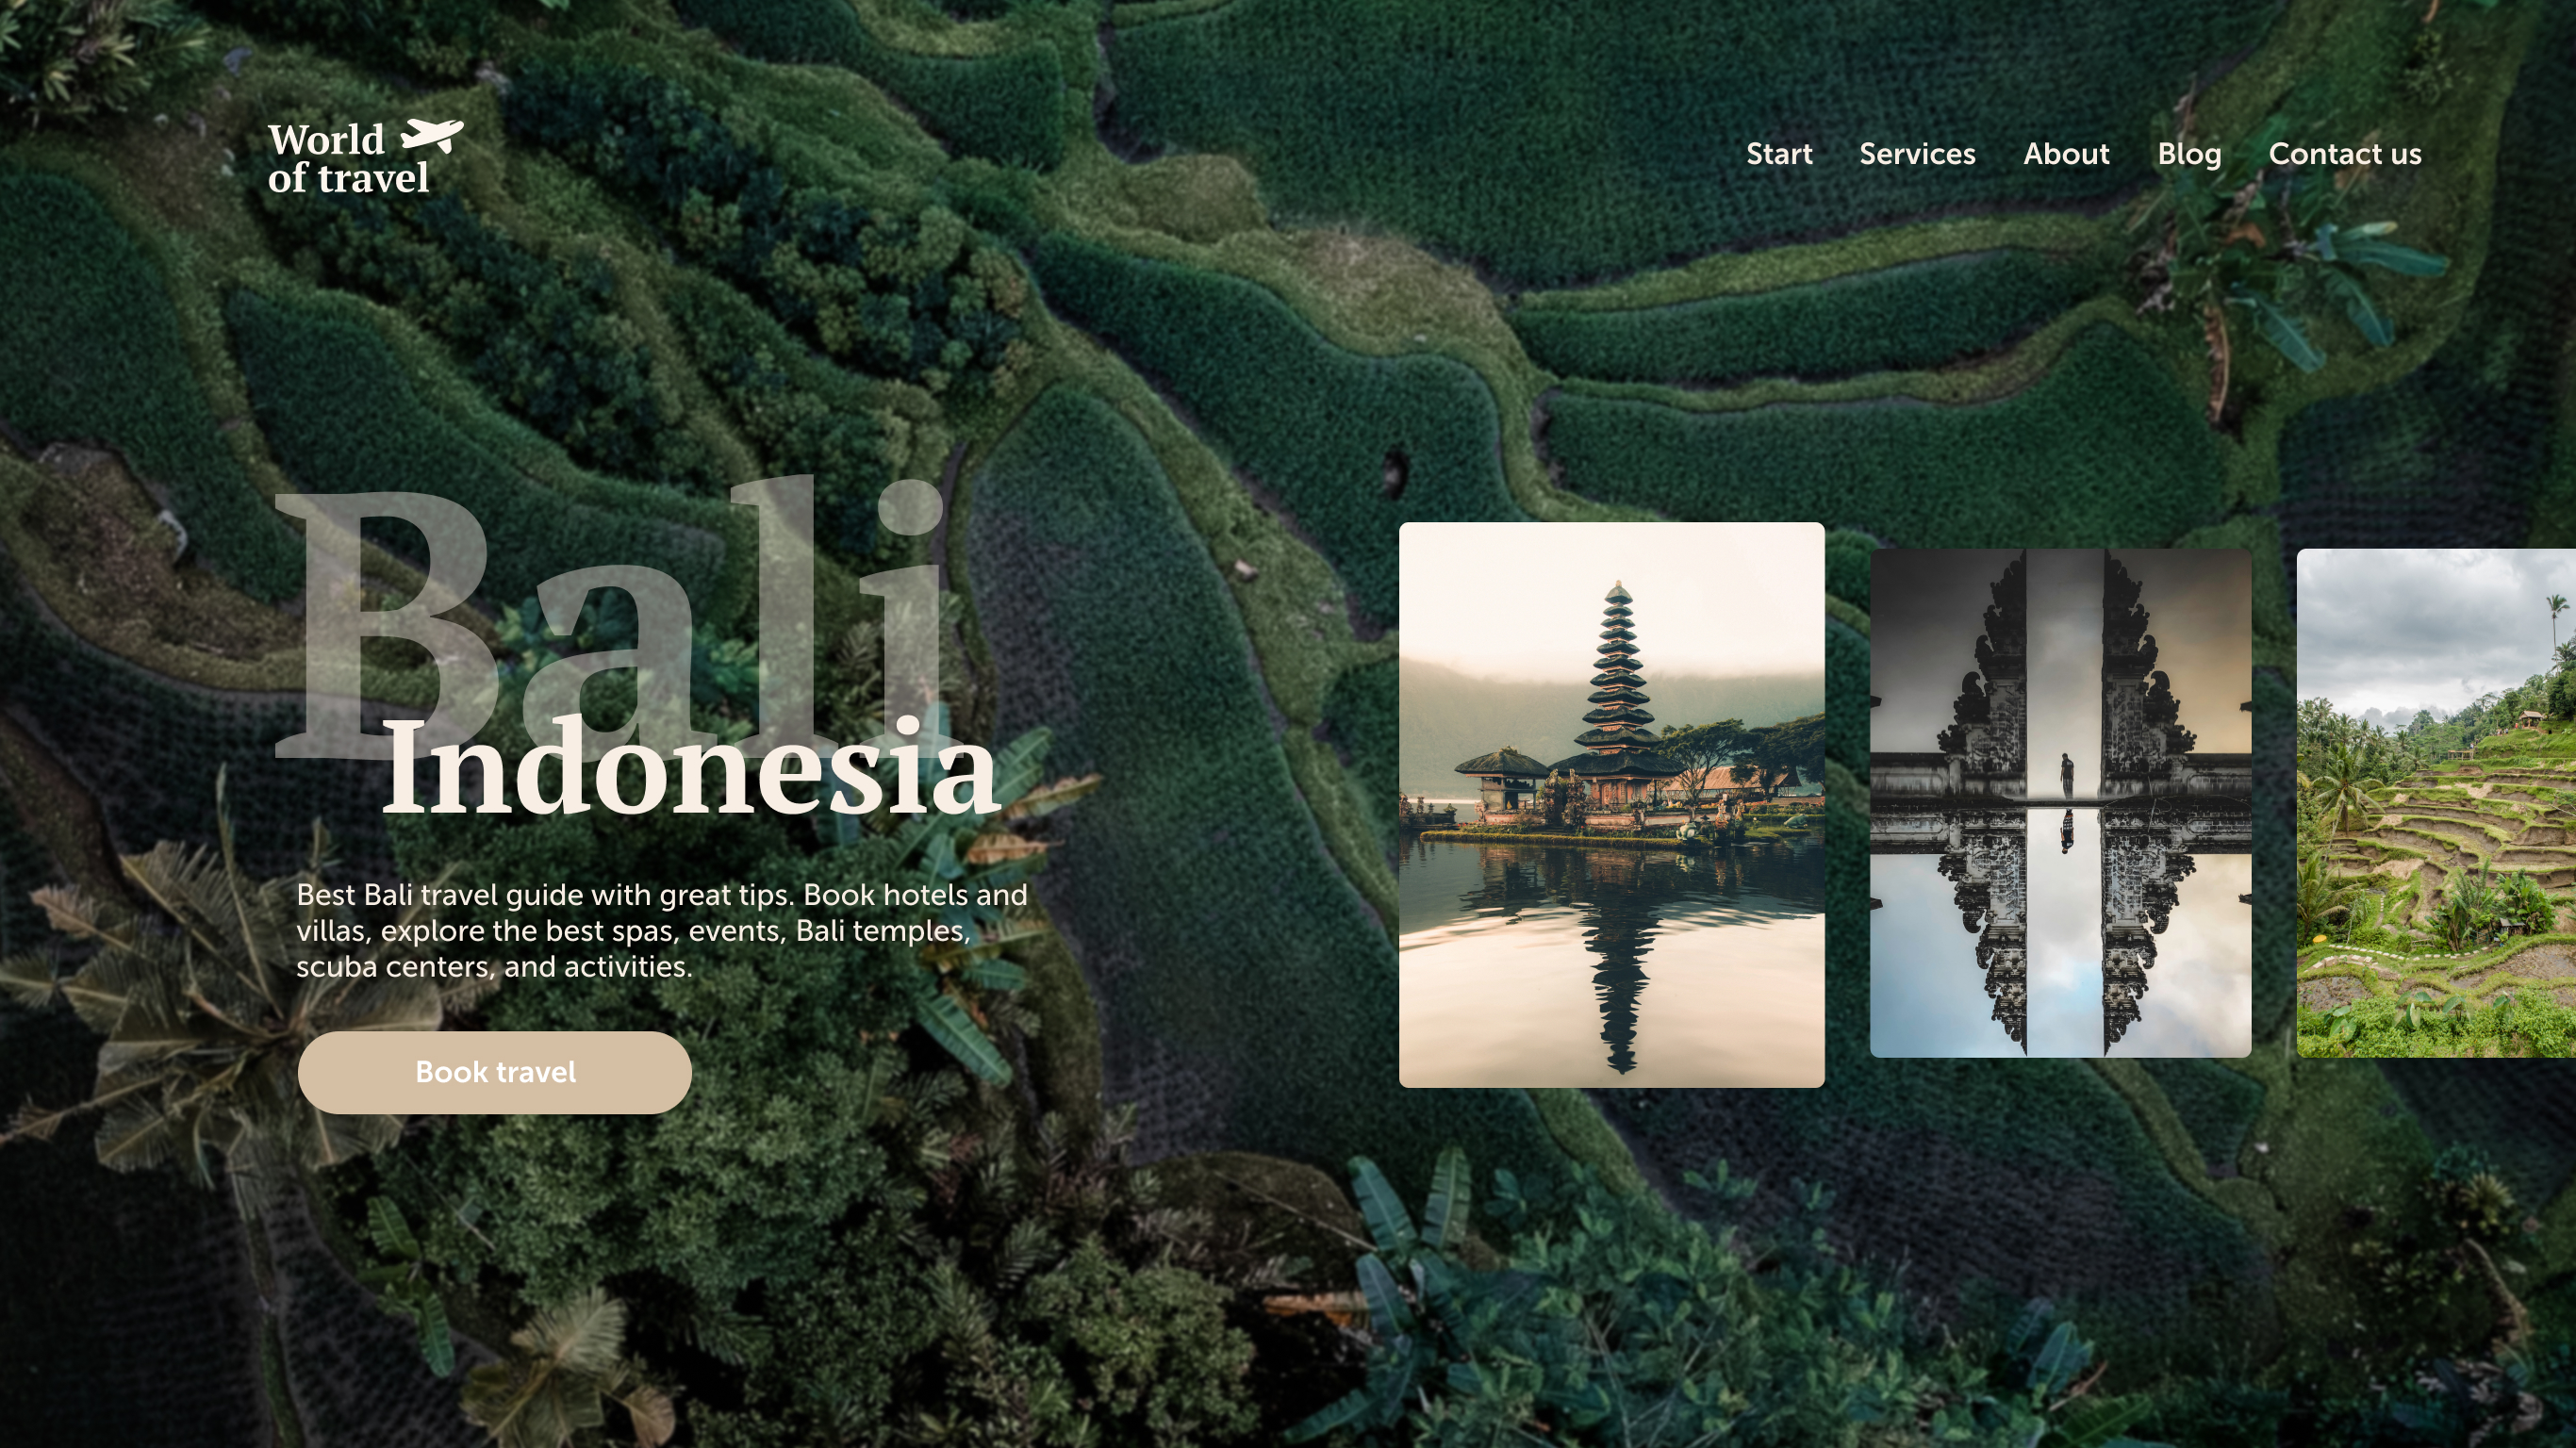 World
of travel
Start Services About Blog Contact us
Bali
Indonesia
Best Bali travel guide with great tips. Book hotels and
villas, explore the best spas, events, Bali temples,
scuba centers, and activities.
Book travel